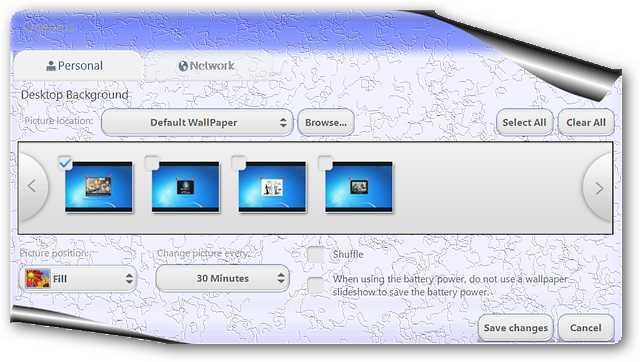 Personal
Network
Desktop Background
Picture location:
Default WallPaper
Browse...
Select All
Clear All
Picture position:
Change picture every:
Shuffle
Fill
30 Minutes
When using the battery power, do not use a wallpaper
slideshow to save the battery power.
Save changes
Cancel